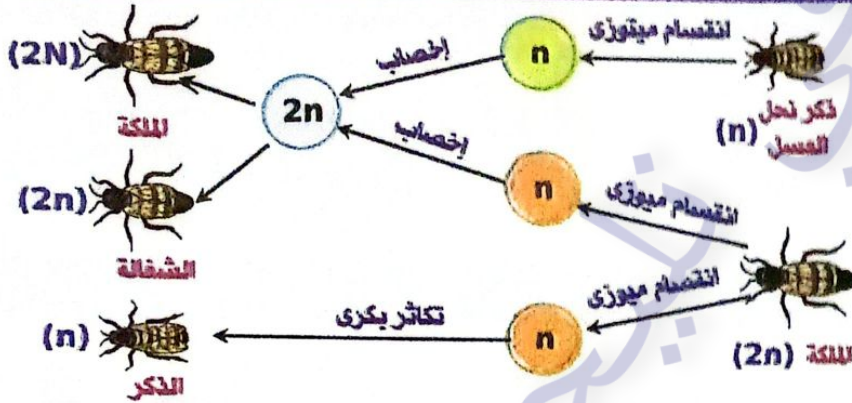 انقسام ميتوزى
n
إخصاب
(2N)
الملكة
2n
ذكر نحل
العسل
(n)
إخصاب
n
انقسام ميوزى
(2n)
الشغالة
انقسام ميوزى
n
تكاثر بكرى
(n)
الذكر
الملكة (2n)